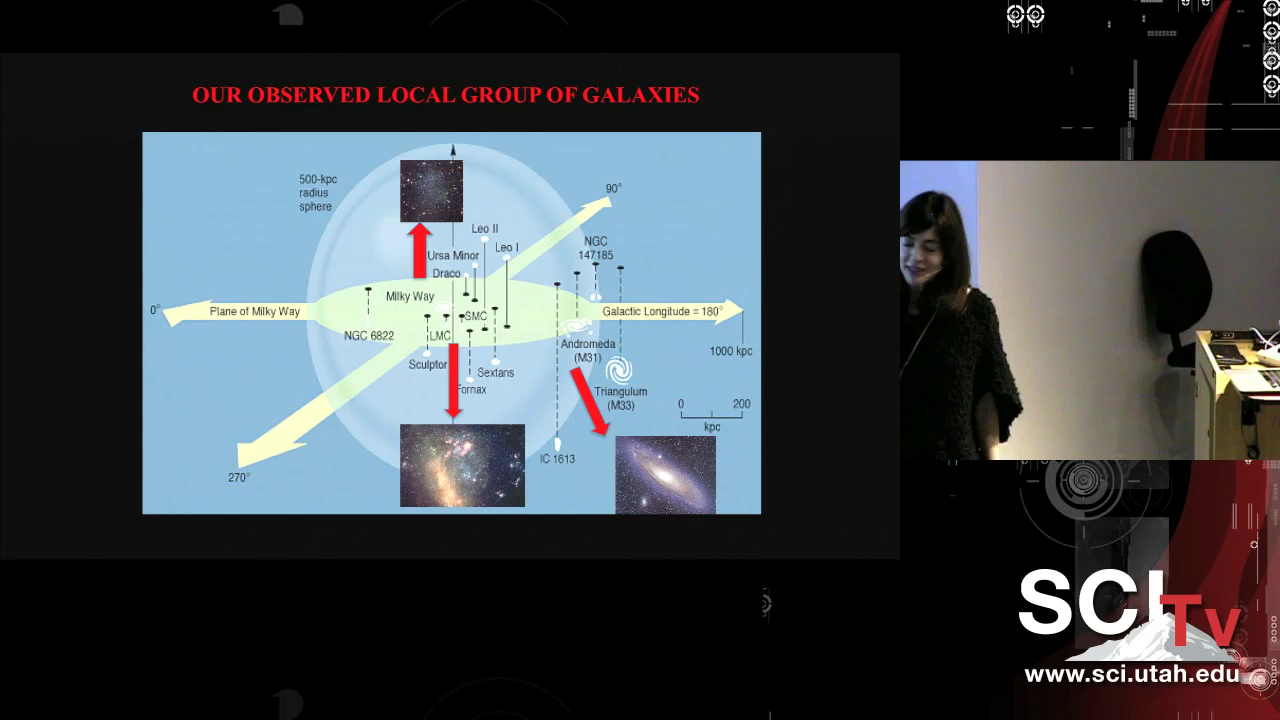 OUR OBSERVED LOCAL GROUP OF GALAXIES
500-kpc
radius
sphere
90°
Leo II
Leo I
NGC
147185
Ursa Minor
Draco
Milky Way
0°
Plane of Milky Way
SMC
Galactic Longitude = 180°
NGC 6822
LMC
Andromeda
(M31)
1000 kpc
Sculptor
Sextans
Fornax
Triangulum
(M33)
0 200
kpc
IC 1613
270°
SCI Tv
www.sci.utah.edu